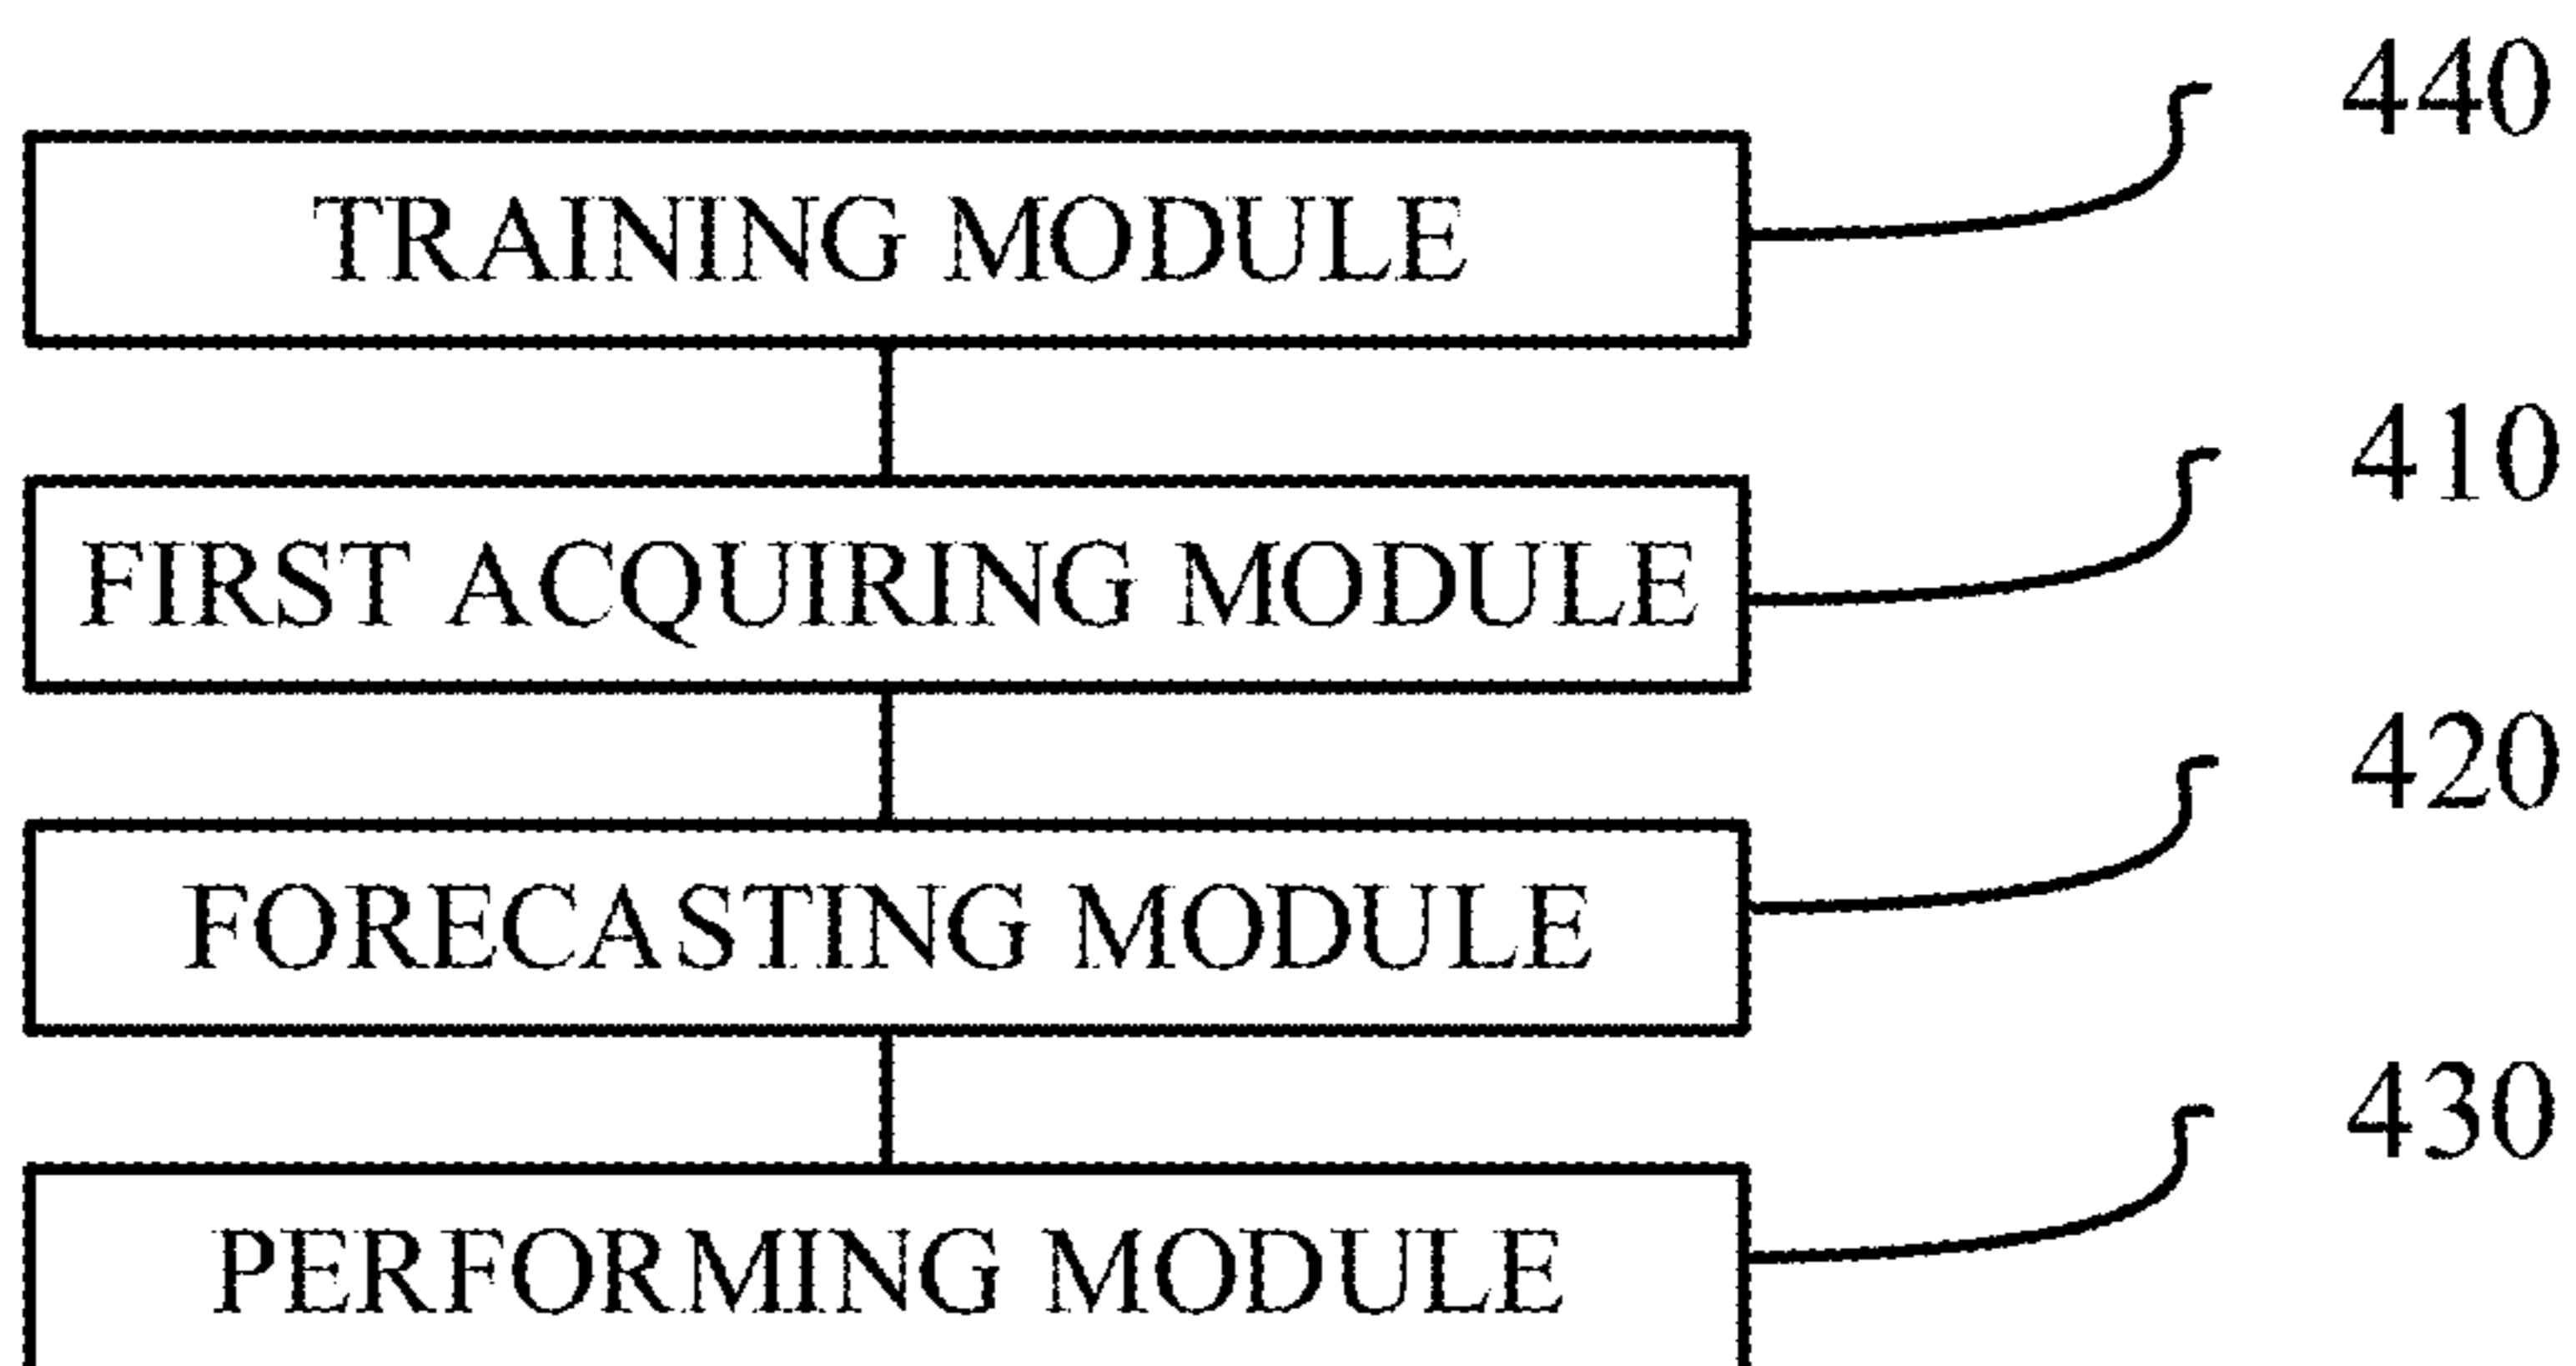 440
TRAINING MODULE
410
FIRST ACQUIRING MODULE
420
FORECASTING MODULE
430
PERFORMING MODULE